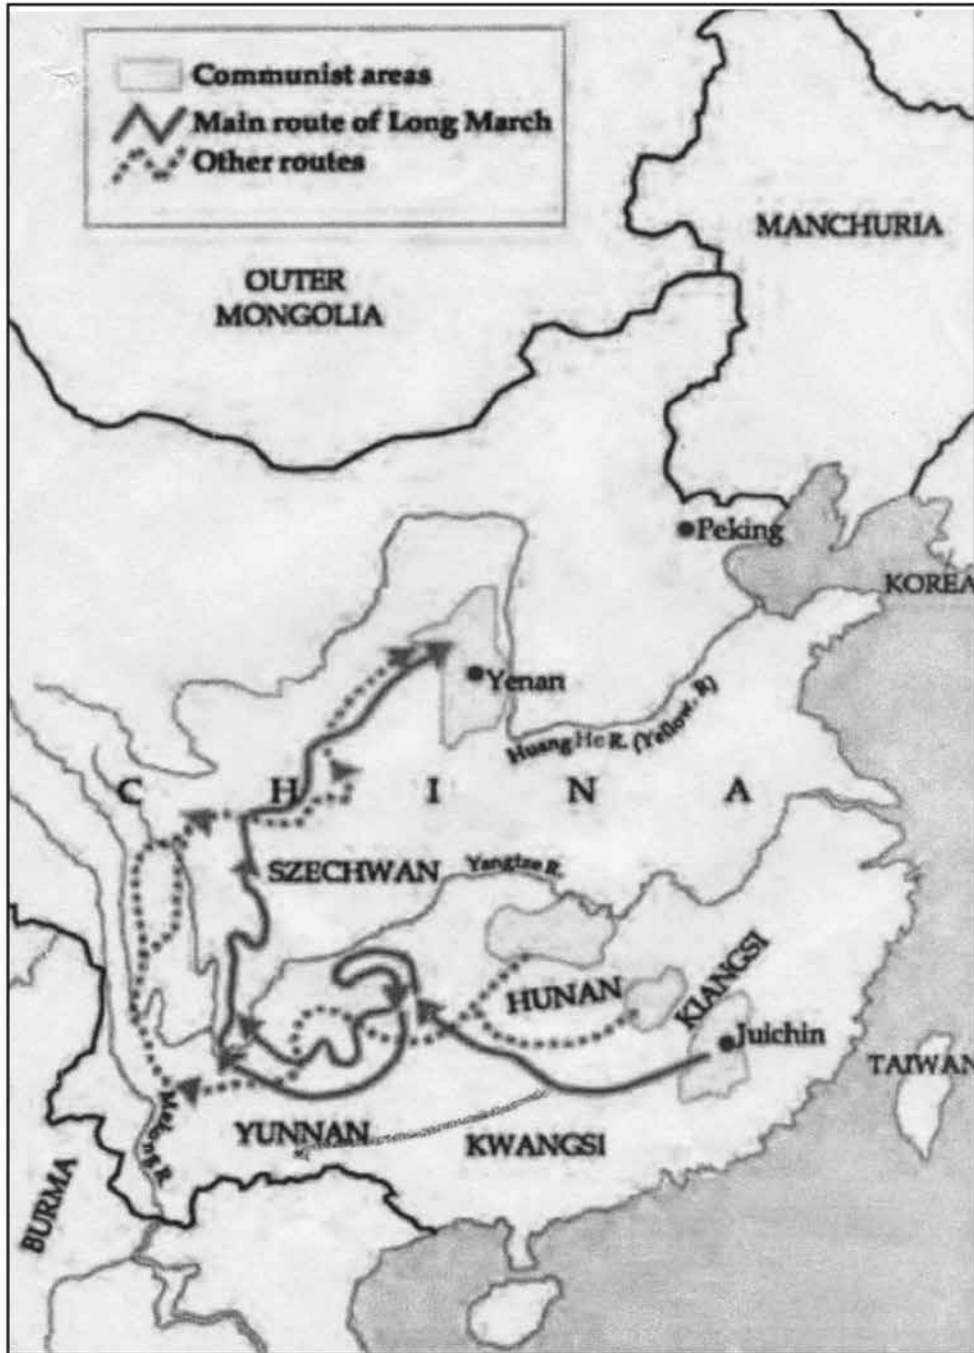 Communist areas
Main route of Long March
Other routes
MANCHURIA
OUTER
MONGOLIA
Peking
KOREA
Yenan
Huang He R. (Yellow. R)
C H I N A
SZECHWAN
Yangtze R.
HUNAN
KIANGSI
Juichin
TAIWAN
Mekong R.
YUNNAN
KWANGSI
BURMA